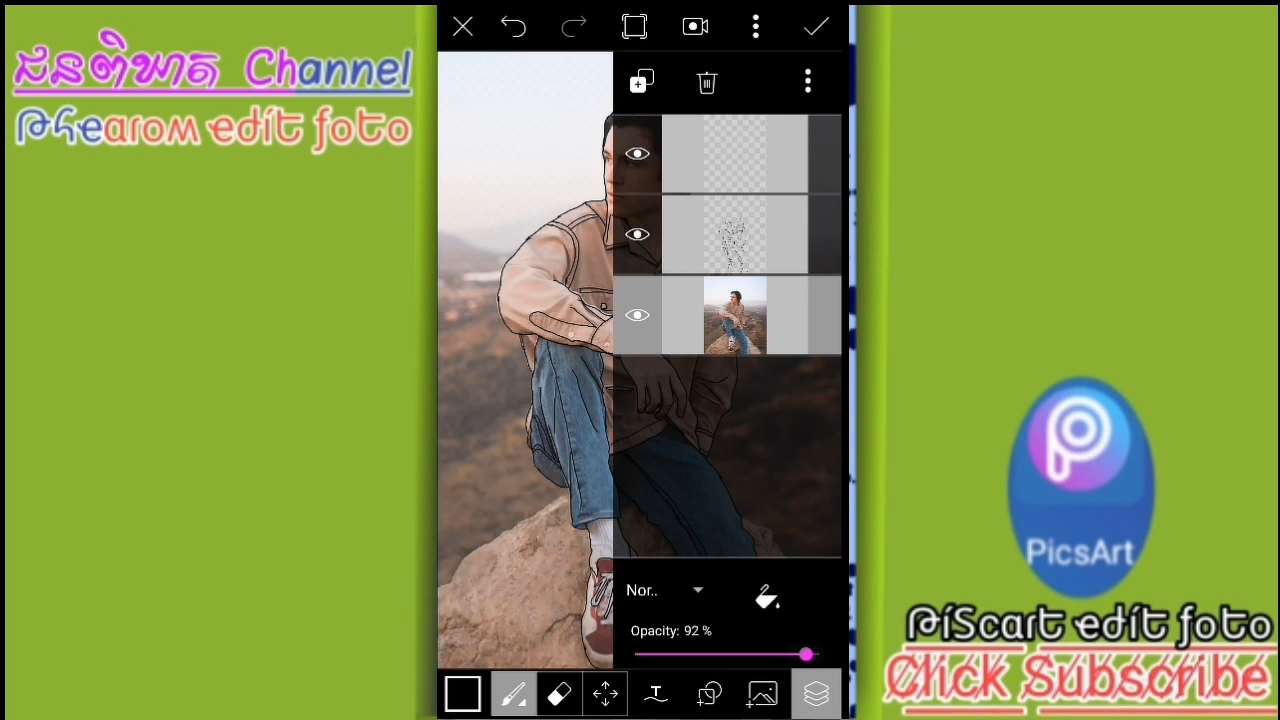 Channel
Phearom edit foto
Nor..
Opacity: 92 %
PicsArt
PiScart edit foto
Click Subscribe